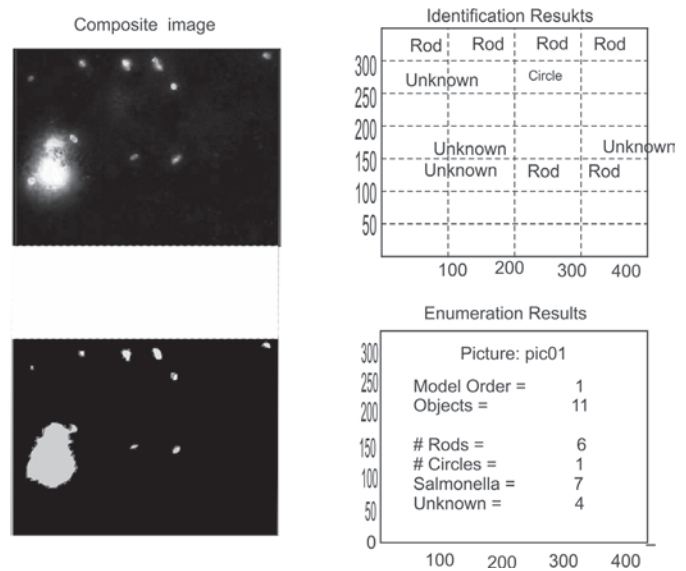 Composite image
Identification Resukts
Rod Rod Rod Rod
300
Unknown Circle
250
200
Unknown Unknown
150
Unknown Rod Rod
100
50
100 200 300 400
Enumeration Results
300
Picture: pic01
250
Model Order = 1
200
Objects = 11
150
# Rods = 6
# Circles = 1
100
Salmonella = 7
50
Unknown = 4
0
100 200 300 400